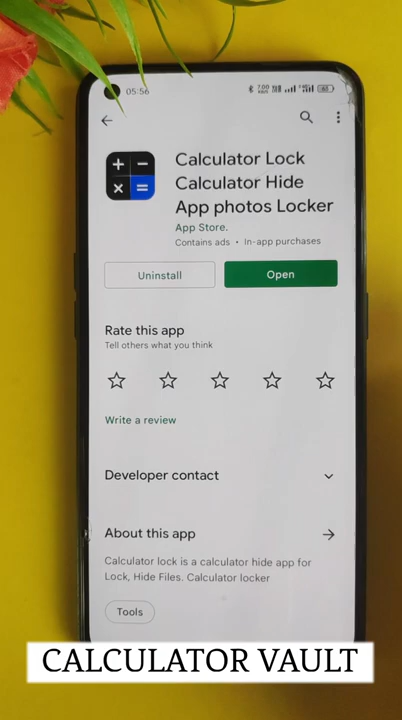 05:56
Calculator Lock
Calculator Hide
App photos Locker
App Store.
Contains ads • In-app purchases
Uninstall
Open
Rate this app
Tell others what you think
Write a review
Developer contact
About this app
Calculator lock is a calculator hide app for
Lock, Hide Files. Calculator locker
Tools
CALCULATOR VAULT